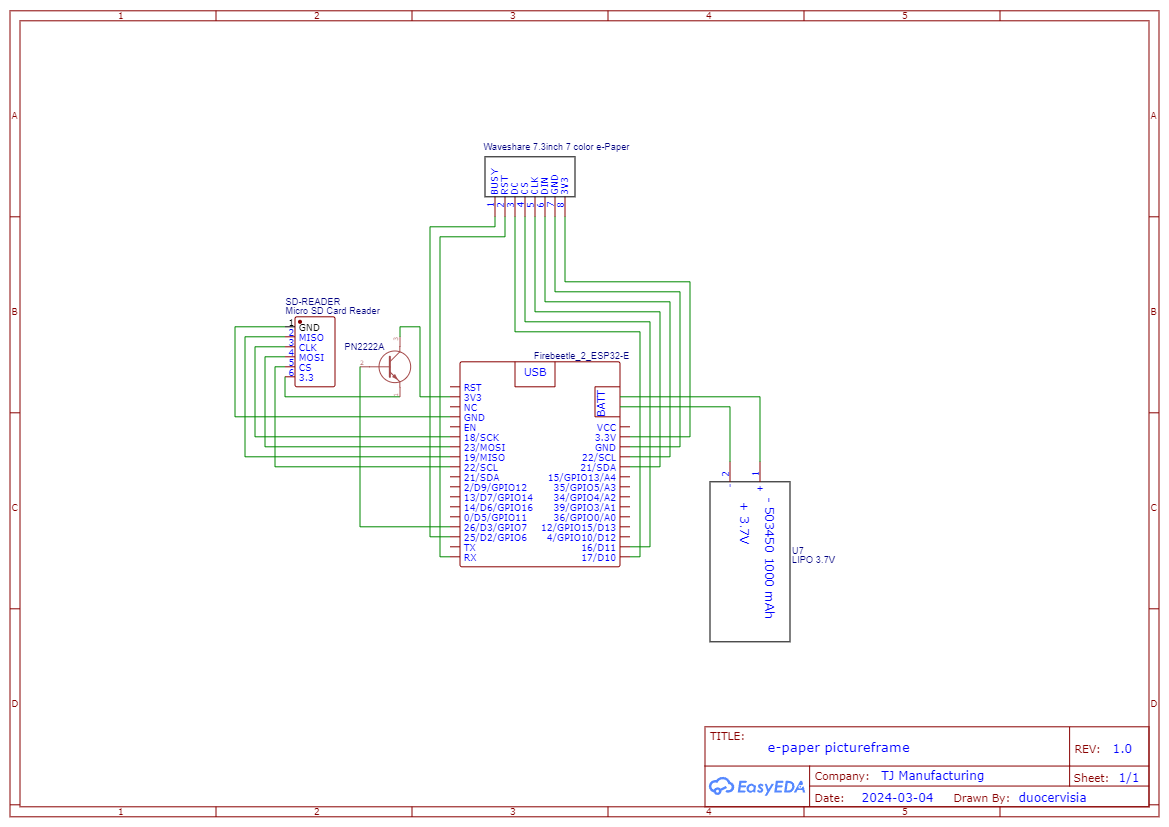 1 2 3 4 5
A A
B B
C C
D D
Waveshare 7.3inch 7 color e-Paper
BUSY
RST
DC
CS
CLK
DIN
GND
3V3
1 2 3 4 5 6 7 8
SD-READER
Micro SD Card Reader
1 GND
2 MISO
3 CLK
4 MOSI
5 CS
6 3.3
PN2222A
2
3
1
Firebeetle_2_ESP32-E
USB
BATT
RST
3V3
NC
GND
EN
18/SCK
23/MOSI
19/MISO
22/SCL
21/SDA
2/D9/GPIO12
13/D7/GPIO14
14/D6/GPIO16
0/D5/GPIO11
26/D3/GPIO7
25/D2/GPIO6
TX
RX
VCC
3.3V
GND
22/SCL
21/SDA
15/GPIO13/A4
35/GPIO5/A3
34/GPIO4/A2
39/GPIO3/A1
36/GPIO0/A0
12/GPIO15/D13
4/GPIO10/D12
16/D11
17/D10
2 1
- +
- 503450 1000 mAh
+ 3.7V
U7
LIPO 3.7V
TITLE:
e-paper pictureframe
REV: 1.0
EasyEDA
Company: TJ Manufacturing
Sheet: 1/1
Date: 2024-03-04 Drawn By: duocervisia
1 2 3 4 5